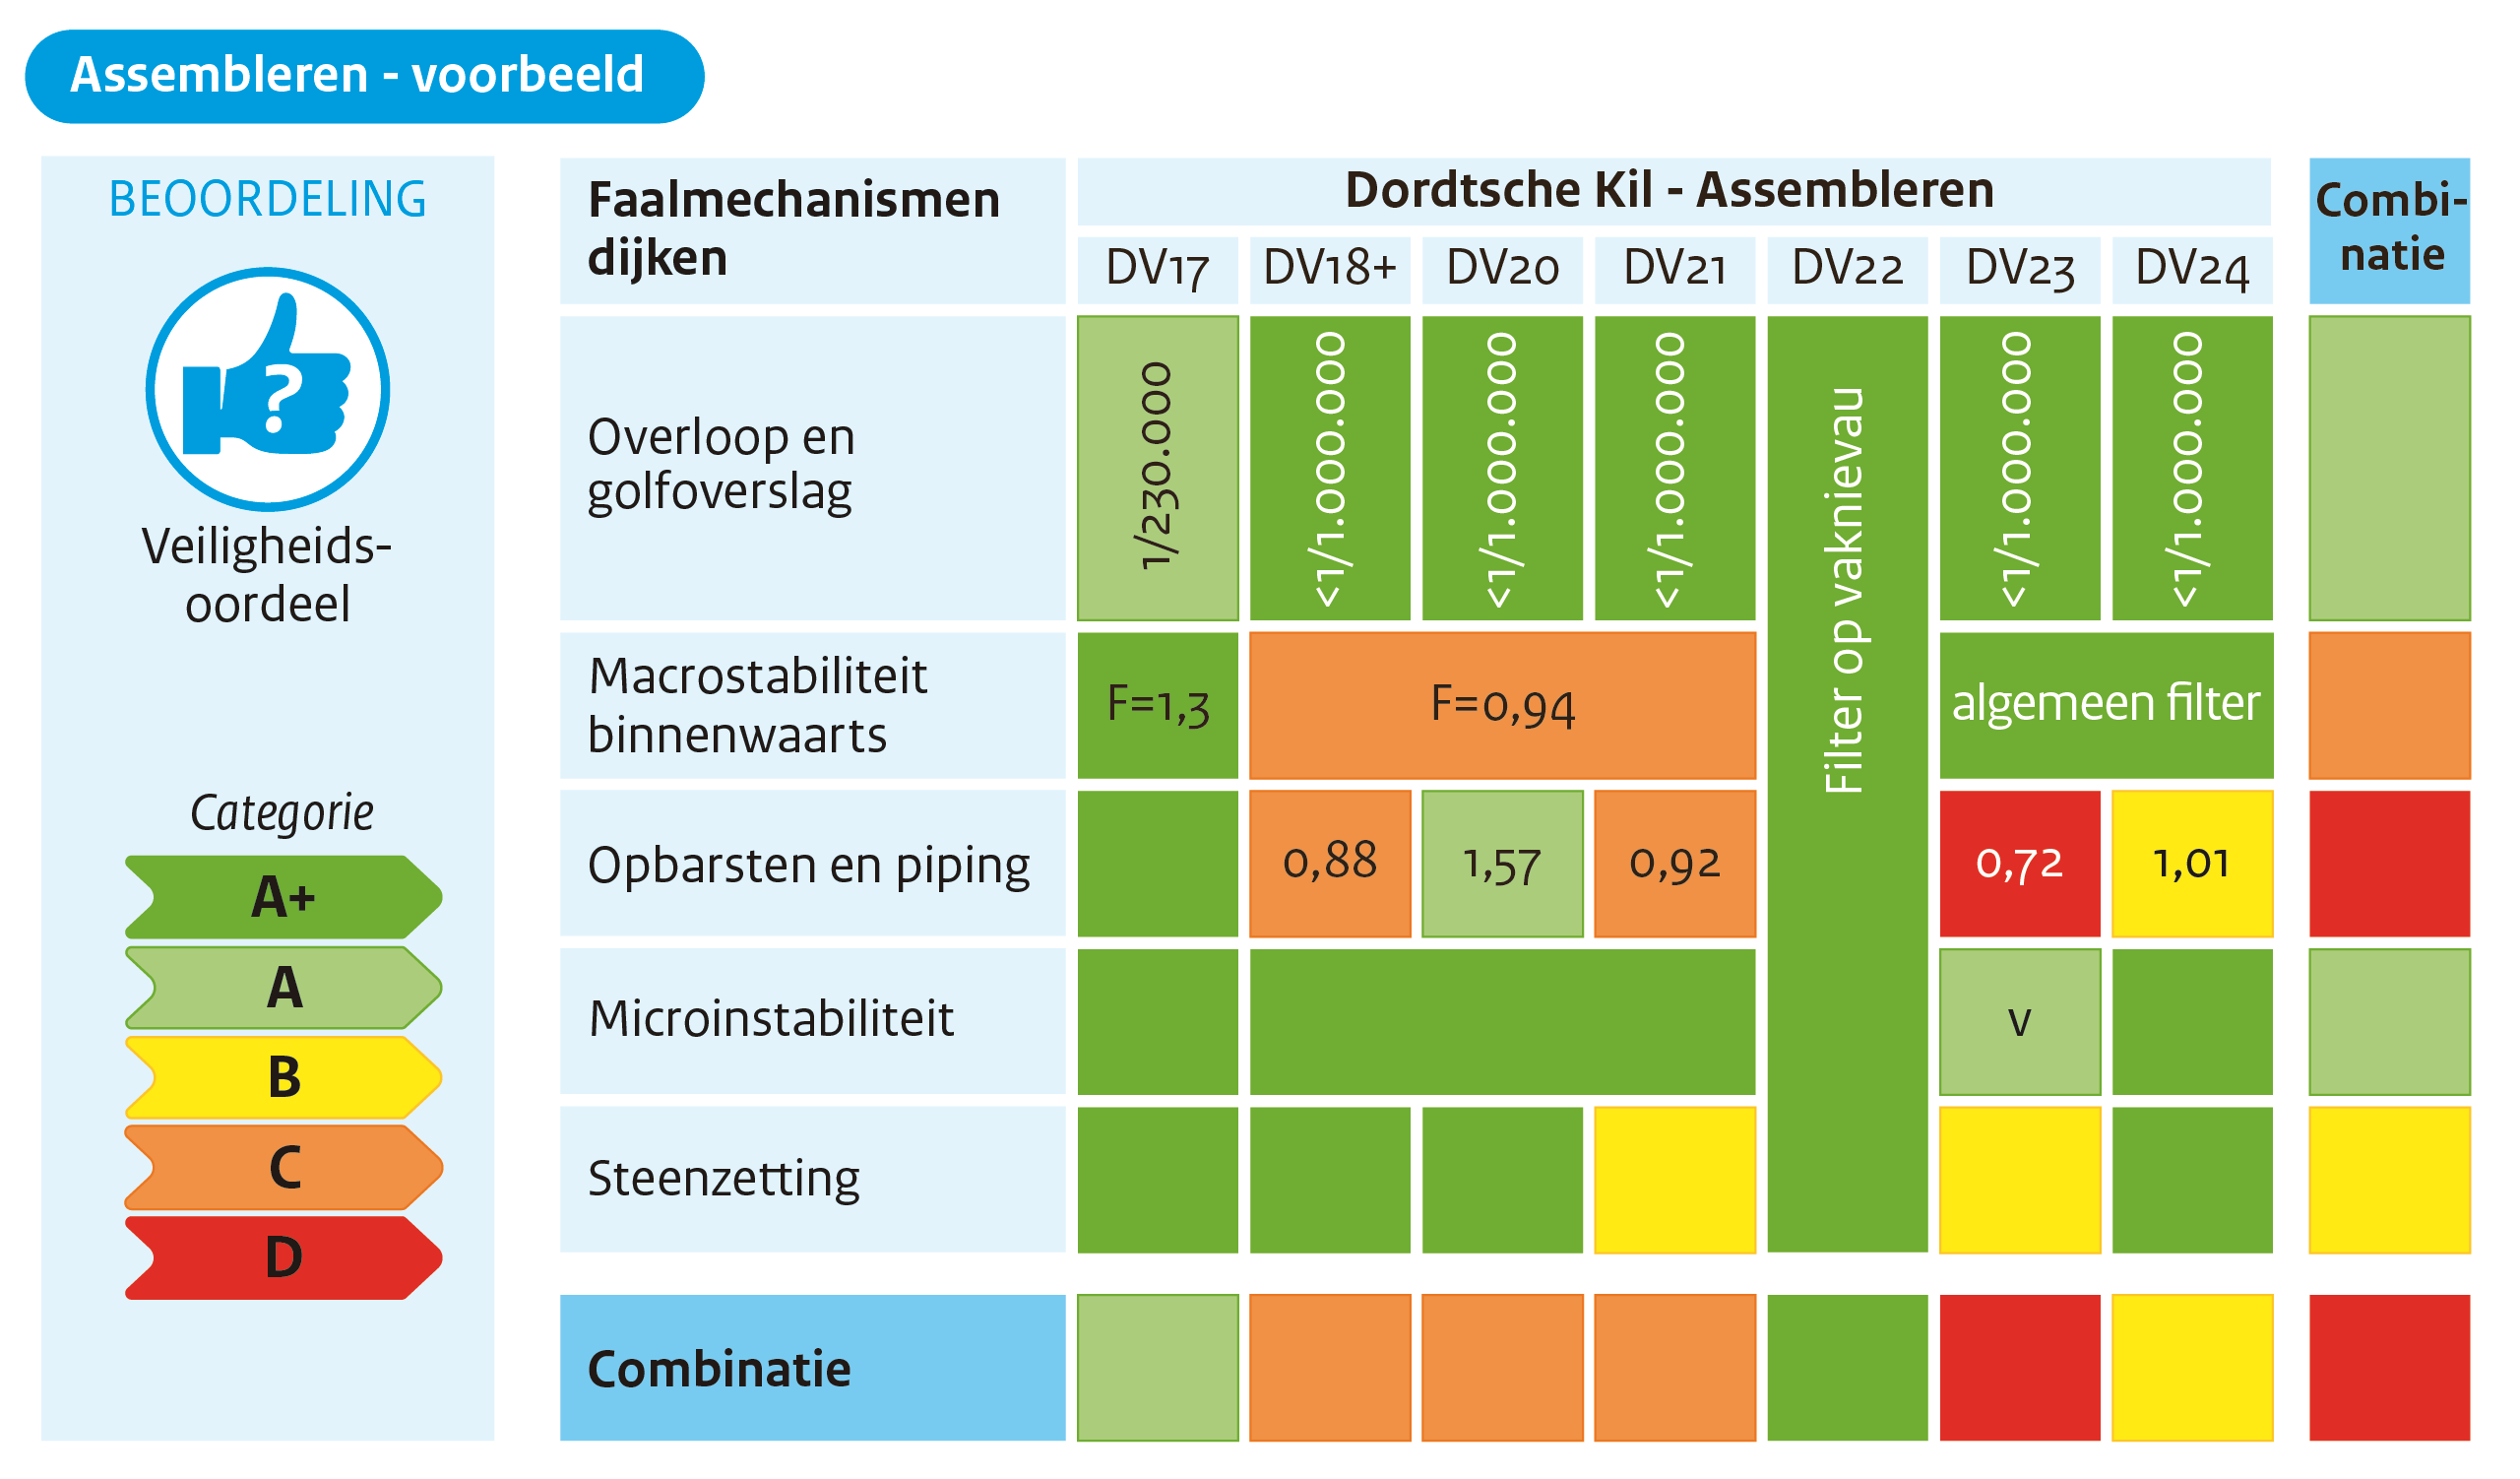 Assembleren - voorbeeld
BEOORDELING
?
Veiligheids-
oordeel
Categorie
A+
A
B
C
D
Faalmechanismen
dijken
Dordtsche Kil - Assembleren
Combi-
natie
DV17 DV18+ DV20 DV21 DV22 DV23 DV24
Overloop en
golfoverslag
1/230.000
<1/1.000.000
<1/1.000.000
<1/1.000.000
Filter op vaknievau
<1/1.000.000
<1/1.000.000
Macrostabiliteit
binnenwaarts
F=1,3
F=0,94
algemeen filter
Opbarsten en piping
0,88
1,57
0,92
0,72
1,01
Microinstabiliteit
v
Steenzetting
Combinatie